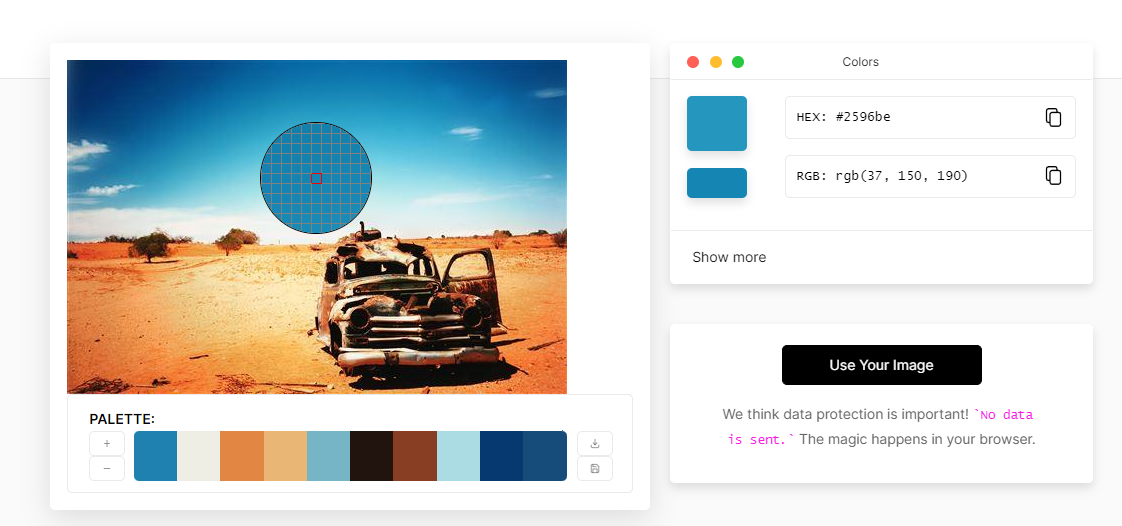 Colors
HEX: #2596be
RGB: rgb(37, 150, 190)
Show more
Use Your Image
We think data protection is important! `No data
is sent.` The magic happens in your browser.
PALETTE:
+
−